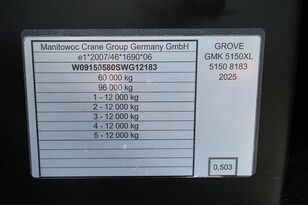 Manitowoc Crane Group Germany GmbH
e1*2007/46*1690*06
W09150580SWG12183
60 000 kg
96 000 kg
1 - 12 000 kg
2 - 12 000 kg
3 - 12 000 kg
4 - 12 000 kg
5 - 12 000 kg
GROVE
GMK 5150XL
5150 8183
2025
0,503